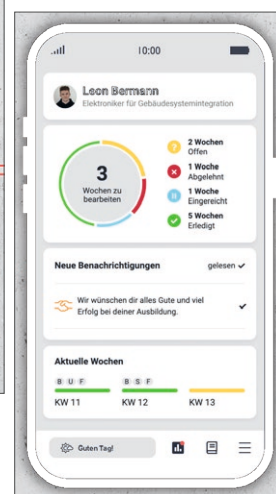 10:00
Leon Bermann
Elektroniker für Gebäudesystemintegration
3
Wochen zu
bearbeiten
2 Wochen
Offen
1 Woche
Abgelehnt
1 Woche
Eingereicht
5 Wochen
Erledigt
Neue Benachrichtigungen gelesen
Wir wünschen dir alles Gute und viel
Erfolg bei deiner Ausbildung.
Aktuelle Wochen
B U F B S F
KW 11 KW 12 KW 13
Guten Tag!